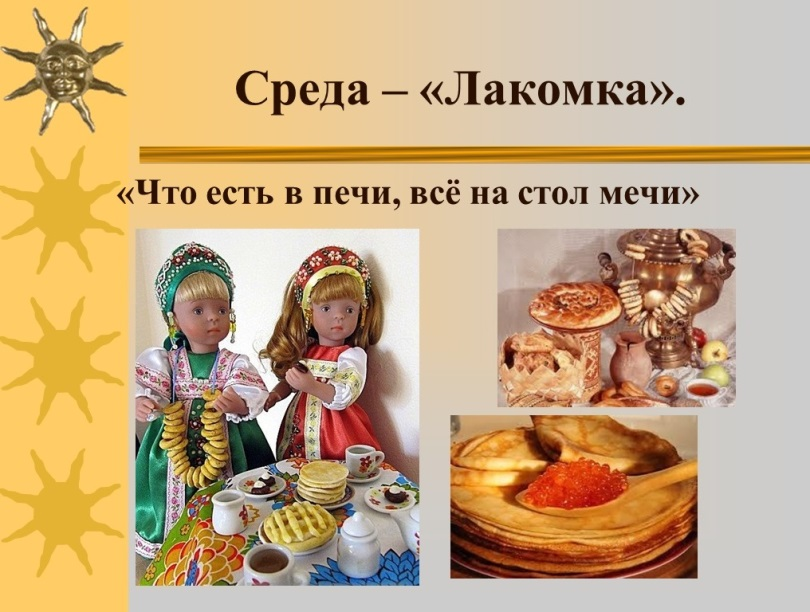 Среда – «Лакомка».
«Что есть в печи, всё на стол мечи»